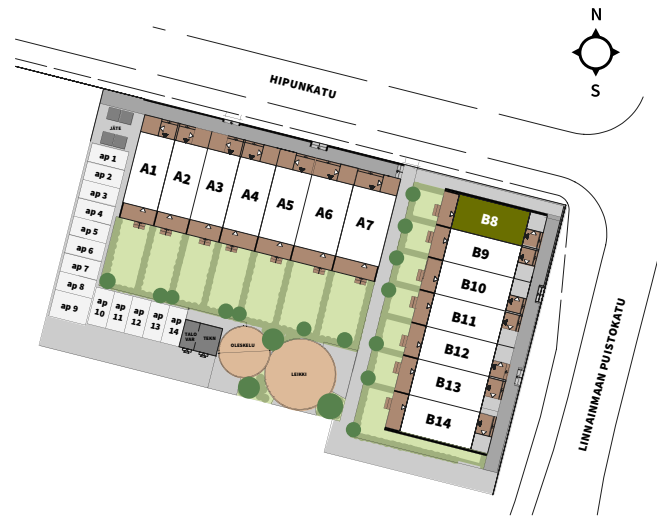 N
S
HIPUNKATU
LINNAINMAAN PUISTOKATU
JÄTE
ap 1
ap 2
ap 3
ap 4
ap 5
ap 6
ap 7
ap 8
ap 9
ap
10
ap
11
ap
12
ap
13
ap
14
A1
A2
A3
A4
A5
A6
A7
B8
B9
B10
B11
B12
B13
B14
TALO
VAR
TEKN
OLESKELU
LEIKKI